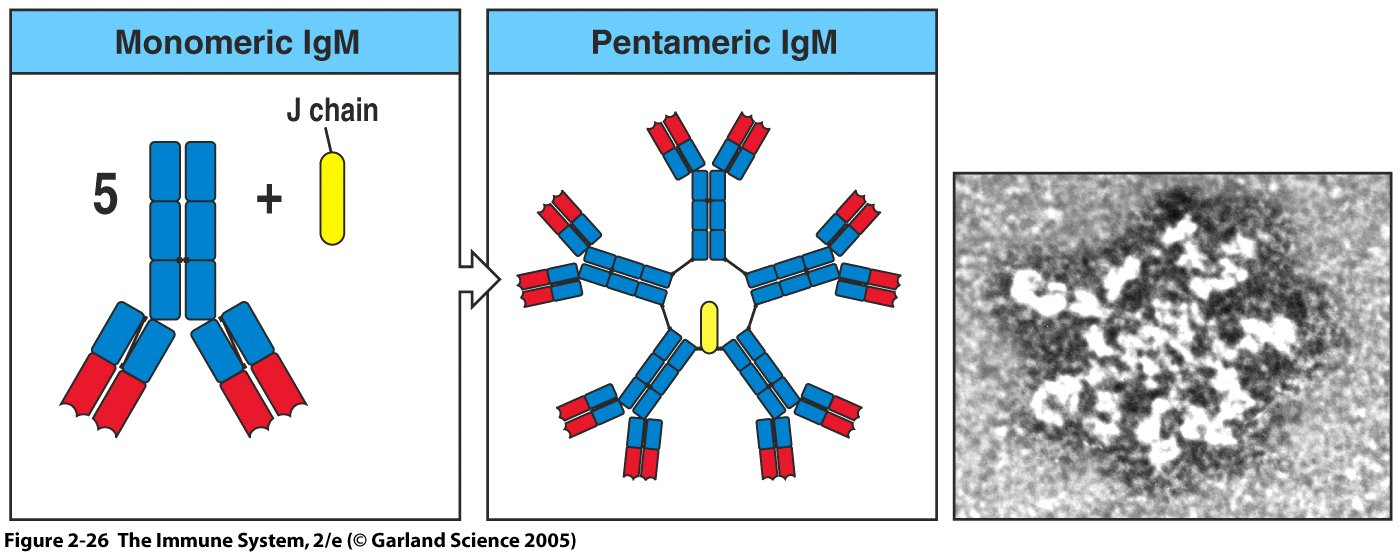 Monomeric IgM
Pentameric IgM
J chain
5
+
Figure 2-26 The Immune System, 2/e (© Garland Science 2005)